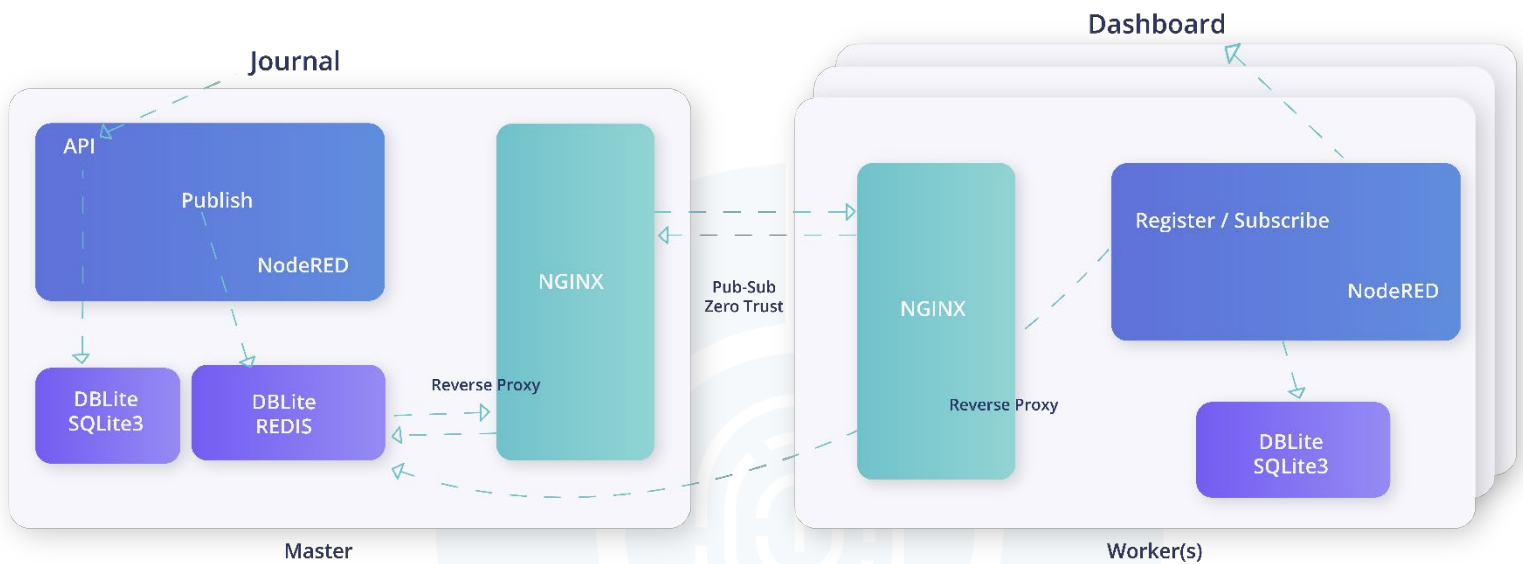 Journal
API
Publish
NodeRED
DBLite
SQLite3
DBLite
REDIS
Reverse Proxy
NGINX
Master
Pub-Sub
Zero Trust
Dashboard
NGINX
Reverse Proxy
Register / Subscribe
NodeRED
DBLite
SQLite3
Worker(s)